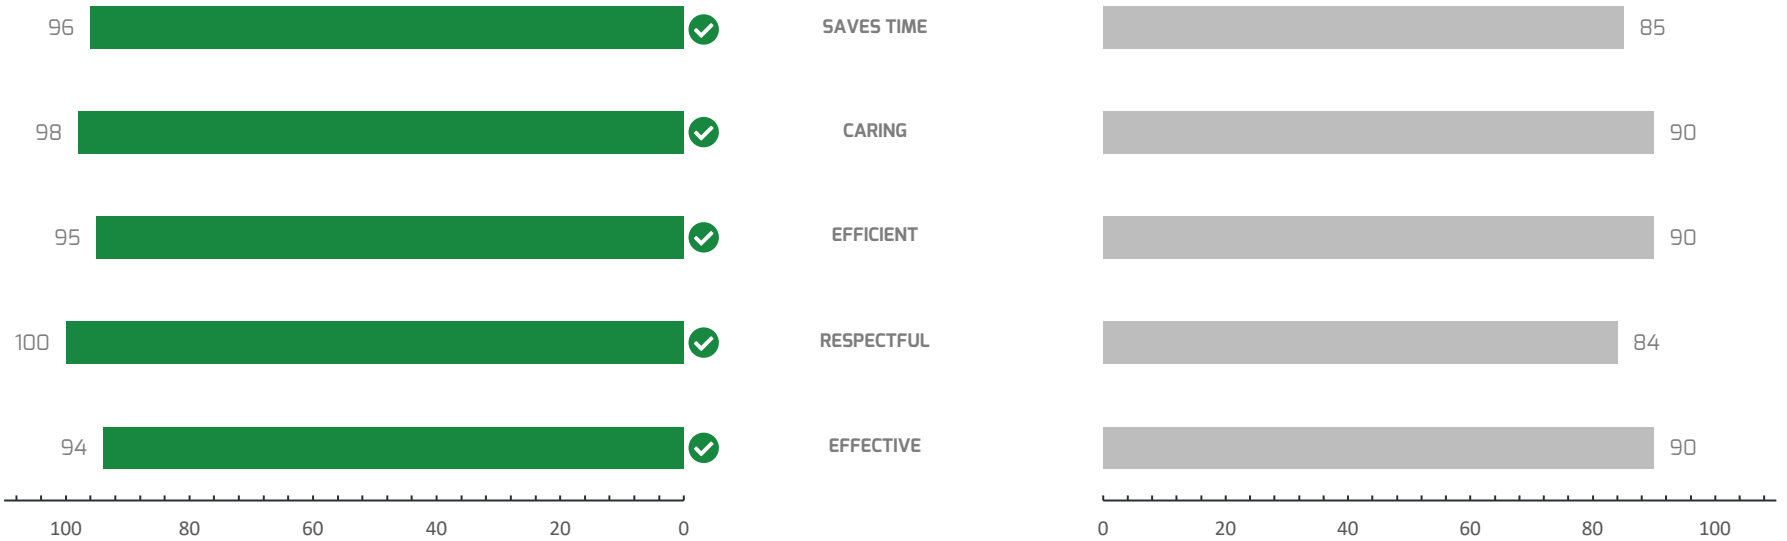 96 SAVES TIME 85
98 CARING 90
95 EFFICIENT 90
100 RESPECTFUL 84
94 EFFECTIVE 90
100 80 60 40 20 0 0 20 40 60 80 100